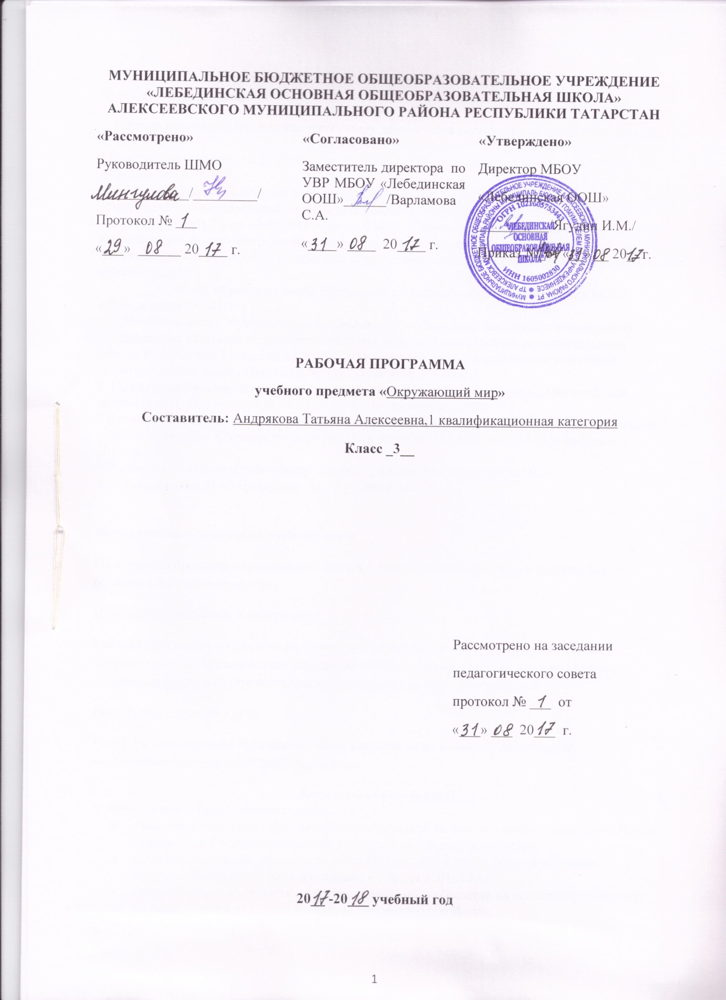 МУНИЦИПАЛЬНОЕ БЮДЖЕТНОЕ ОБЩЕОБРАЗОВАТЕЛЬНОЕ УЧРЕЖДЕНИЕ
«ЛЕБЕДИНСКАЯ ОСНОВНАЯ ОБЩЕОБРАЗОВАТЕЛЬНАЯ ШКОЛА»
АЛЕКСЕЕВСКОГО МУНИЦИПАЛЬНОГО РАЙОНА РЕСПУБЛИКИ ТАТАРСТАН
«Рассмотрено»
Руководитель ШМО
Мингулова /_________/
Протокол № 1
«29» 08 2017 г.
«Согласовано»
Заместитель директора по
УВР МБОУ «Лебединская
ООШ»______/Варламова
С.А.
«31» 08 2017 г.
«Утверждено»
Директор МБОУ
«Лебединская ООШ»
/Ягудин И.М./
Приказ № от «31» 08 2017г.
ОГРН 1021605753443
"ЛЕБЕДИНСКАЯ
ОСНОВНАЯ
ОБЩЕОБРАЗОВАТЕЛЬНАЯ
ШКОЛА"
ИНН 1605002830
РАБОЧАЯ ПРОГРАММА
учебного предмета «Окружающий мир»
Составитель: Андрякова Татьяна Алексеевна,1 квалификационная категория
Класс _3__
Рассмотрено на заседании
педагогического совета
протокол № 1 от
«31» 08 2017 г.
2017-2018 учебный год
1